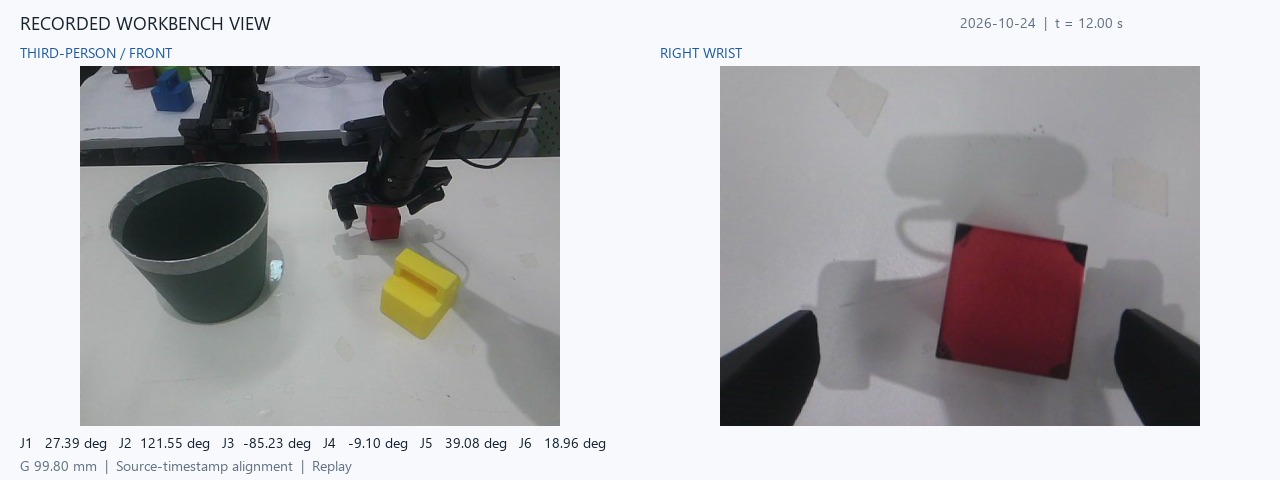 RECORDED WORKBENCH VIEW
2026-10-24 | t = 12.00 s
THIRD-PERSON / FRONT
RIGHT WRIST
J1 27.39 deg J2 121.55 deg J3 -85.23 deg J4 -9.10 deg J5 39.08 deg J6 18.96 deg
G 99.80 mm | Source-timestamp alignment | Replay